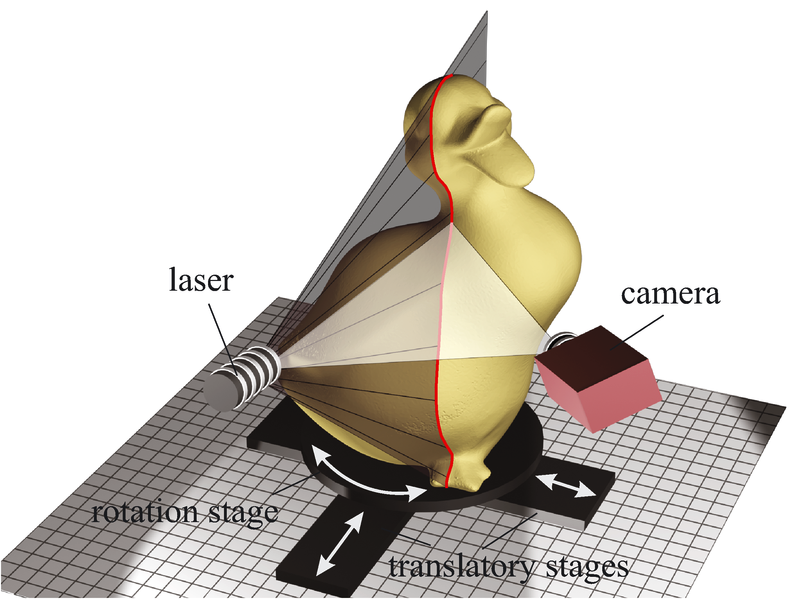 laser
camera
rotation stage
translatory stages